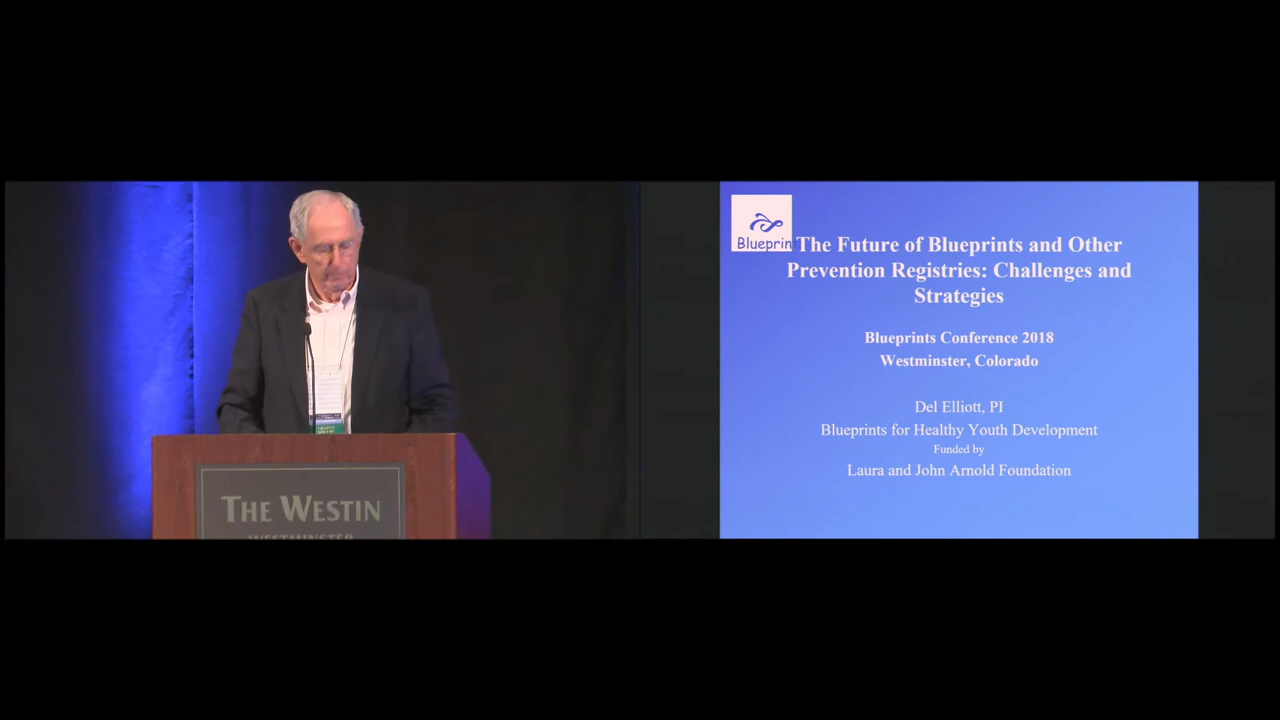 THE WESTIN
WESTMINSTER
Blueprin
The Future of Blueprints and Other
Prevention Registries: Challenges and
Strategies
Blueprints Conference 2018
Westminster, Colorado
Del Elliott, PI
Blueprints for Healthy Youth Development
Funded by
Laura and John Arnold Foundation